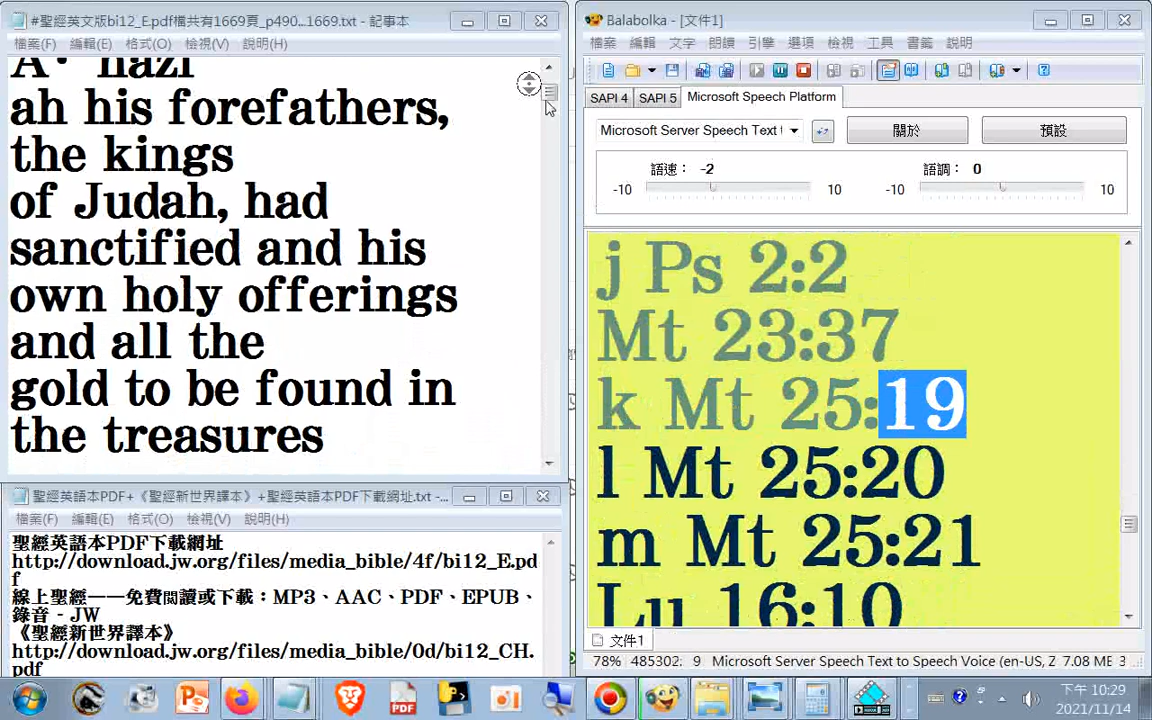 #聖經英文版bi12_E.pdf檔共有1669頁_p490...1669.txt - 記事本
檔案(F) 編輯(E) 格式(O) 檢視(V) 說明(H)
A· hazi
ah his forefathers,
the kings
of Judah, had
sanctified and his
own holy offerings
and all the
gold to be found in
the treasures
聖經英語本PDF+《聖經新世界譯本》+聖經英語本PDF下載網址.txt -...
檔案(F) 編輯(E) 格式(O) 檢視(V) 說明(H)
聖經英語本PDF下載網址
http://download.jw.org/files/media_bible/4f/bi12_E.pd
f
線上聖經——免費閱讀或下載：MP3、AAC、PDF、EPUB、
錄音 - JW
《聖經新世界譯本》
http://download.jw.org/files/media_bible/0d/bi12_CH.
pdf
Balabolka - [文件1]
檔案 編輯 文字 朗讀 引擎 選項 檢視 工具 書籤 說明
SAPI 4 SAPI 5 Microsoft Speech Platform
Microsoft Server Speech Text 關於 預設
語速： -2 語調： 0
-10 10 -10 10
j Ps 2:2
Mt 23:37
k Mt 25:19
l Mt 25:20
m Mt 25:21
Lu 16:10
文件1
78% 485302: 9 Microsoft Server Speech Text to Speech Voice (en-US, Z 7.08 ME 3
下午 10:29
2021/11/14